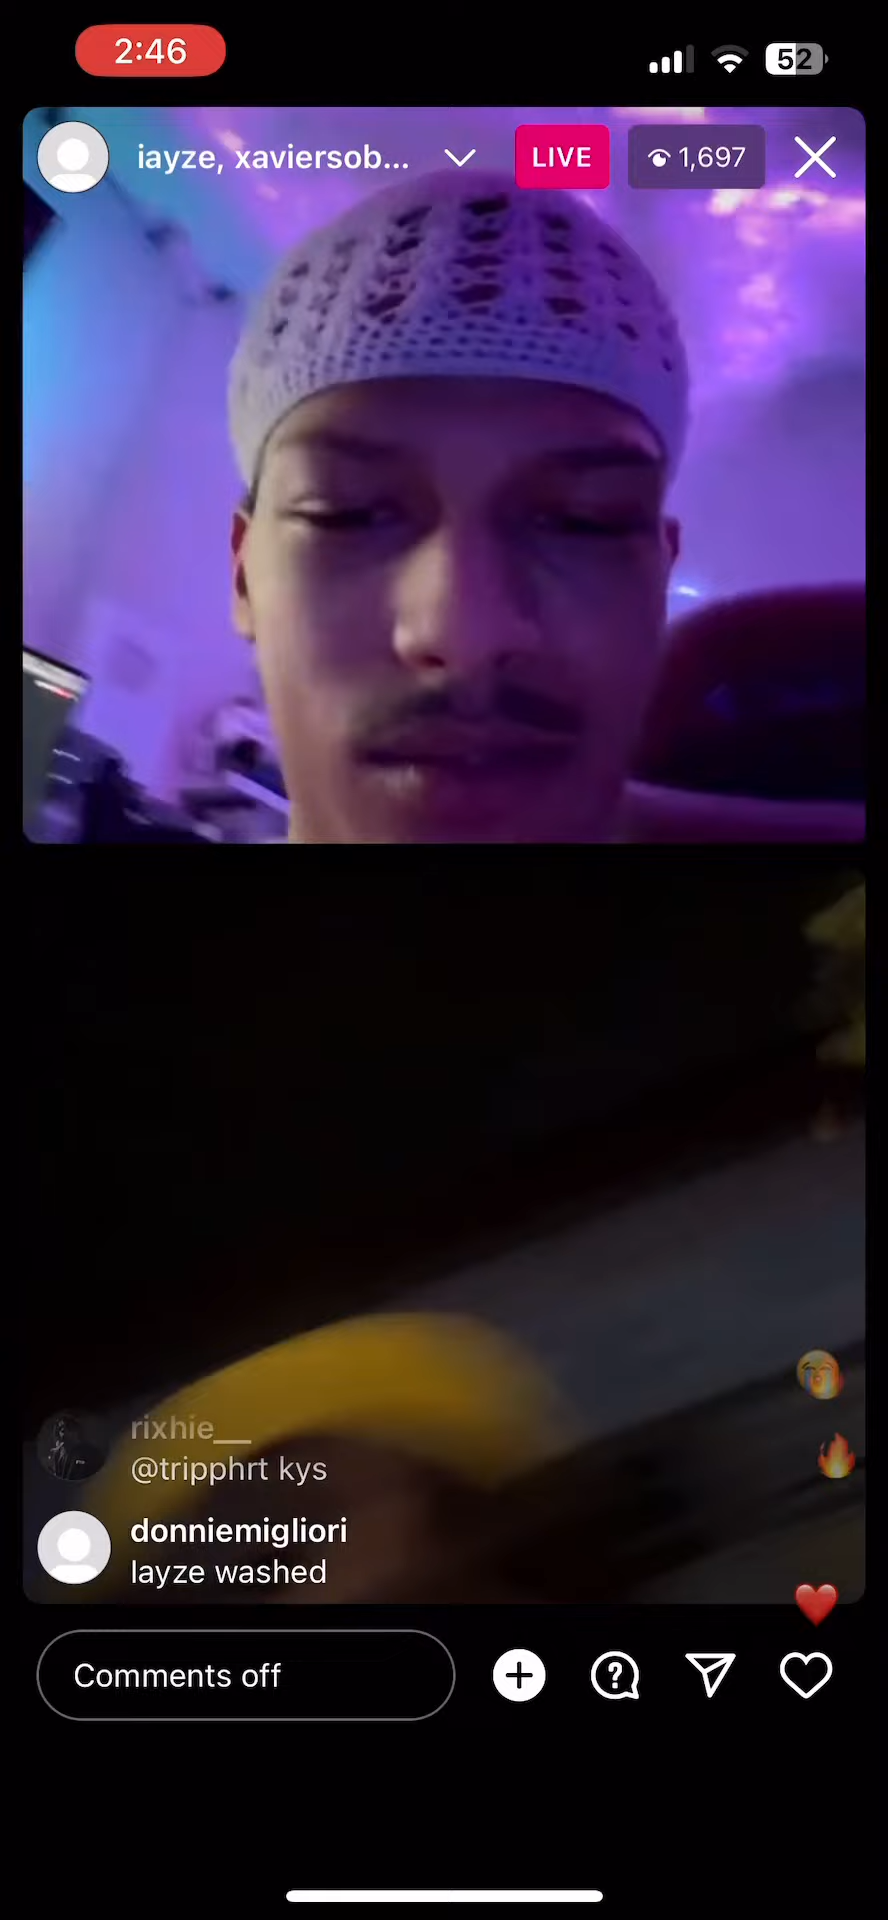 2:46
52
iayze, xaviersob...
LIVE
1,697
rixhie__
@tripphrt kys
donniemigliori
layze washed
Comments off